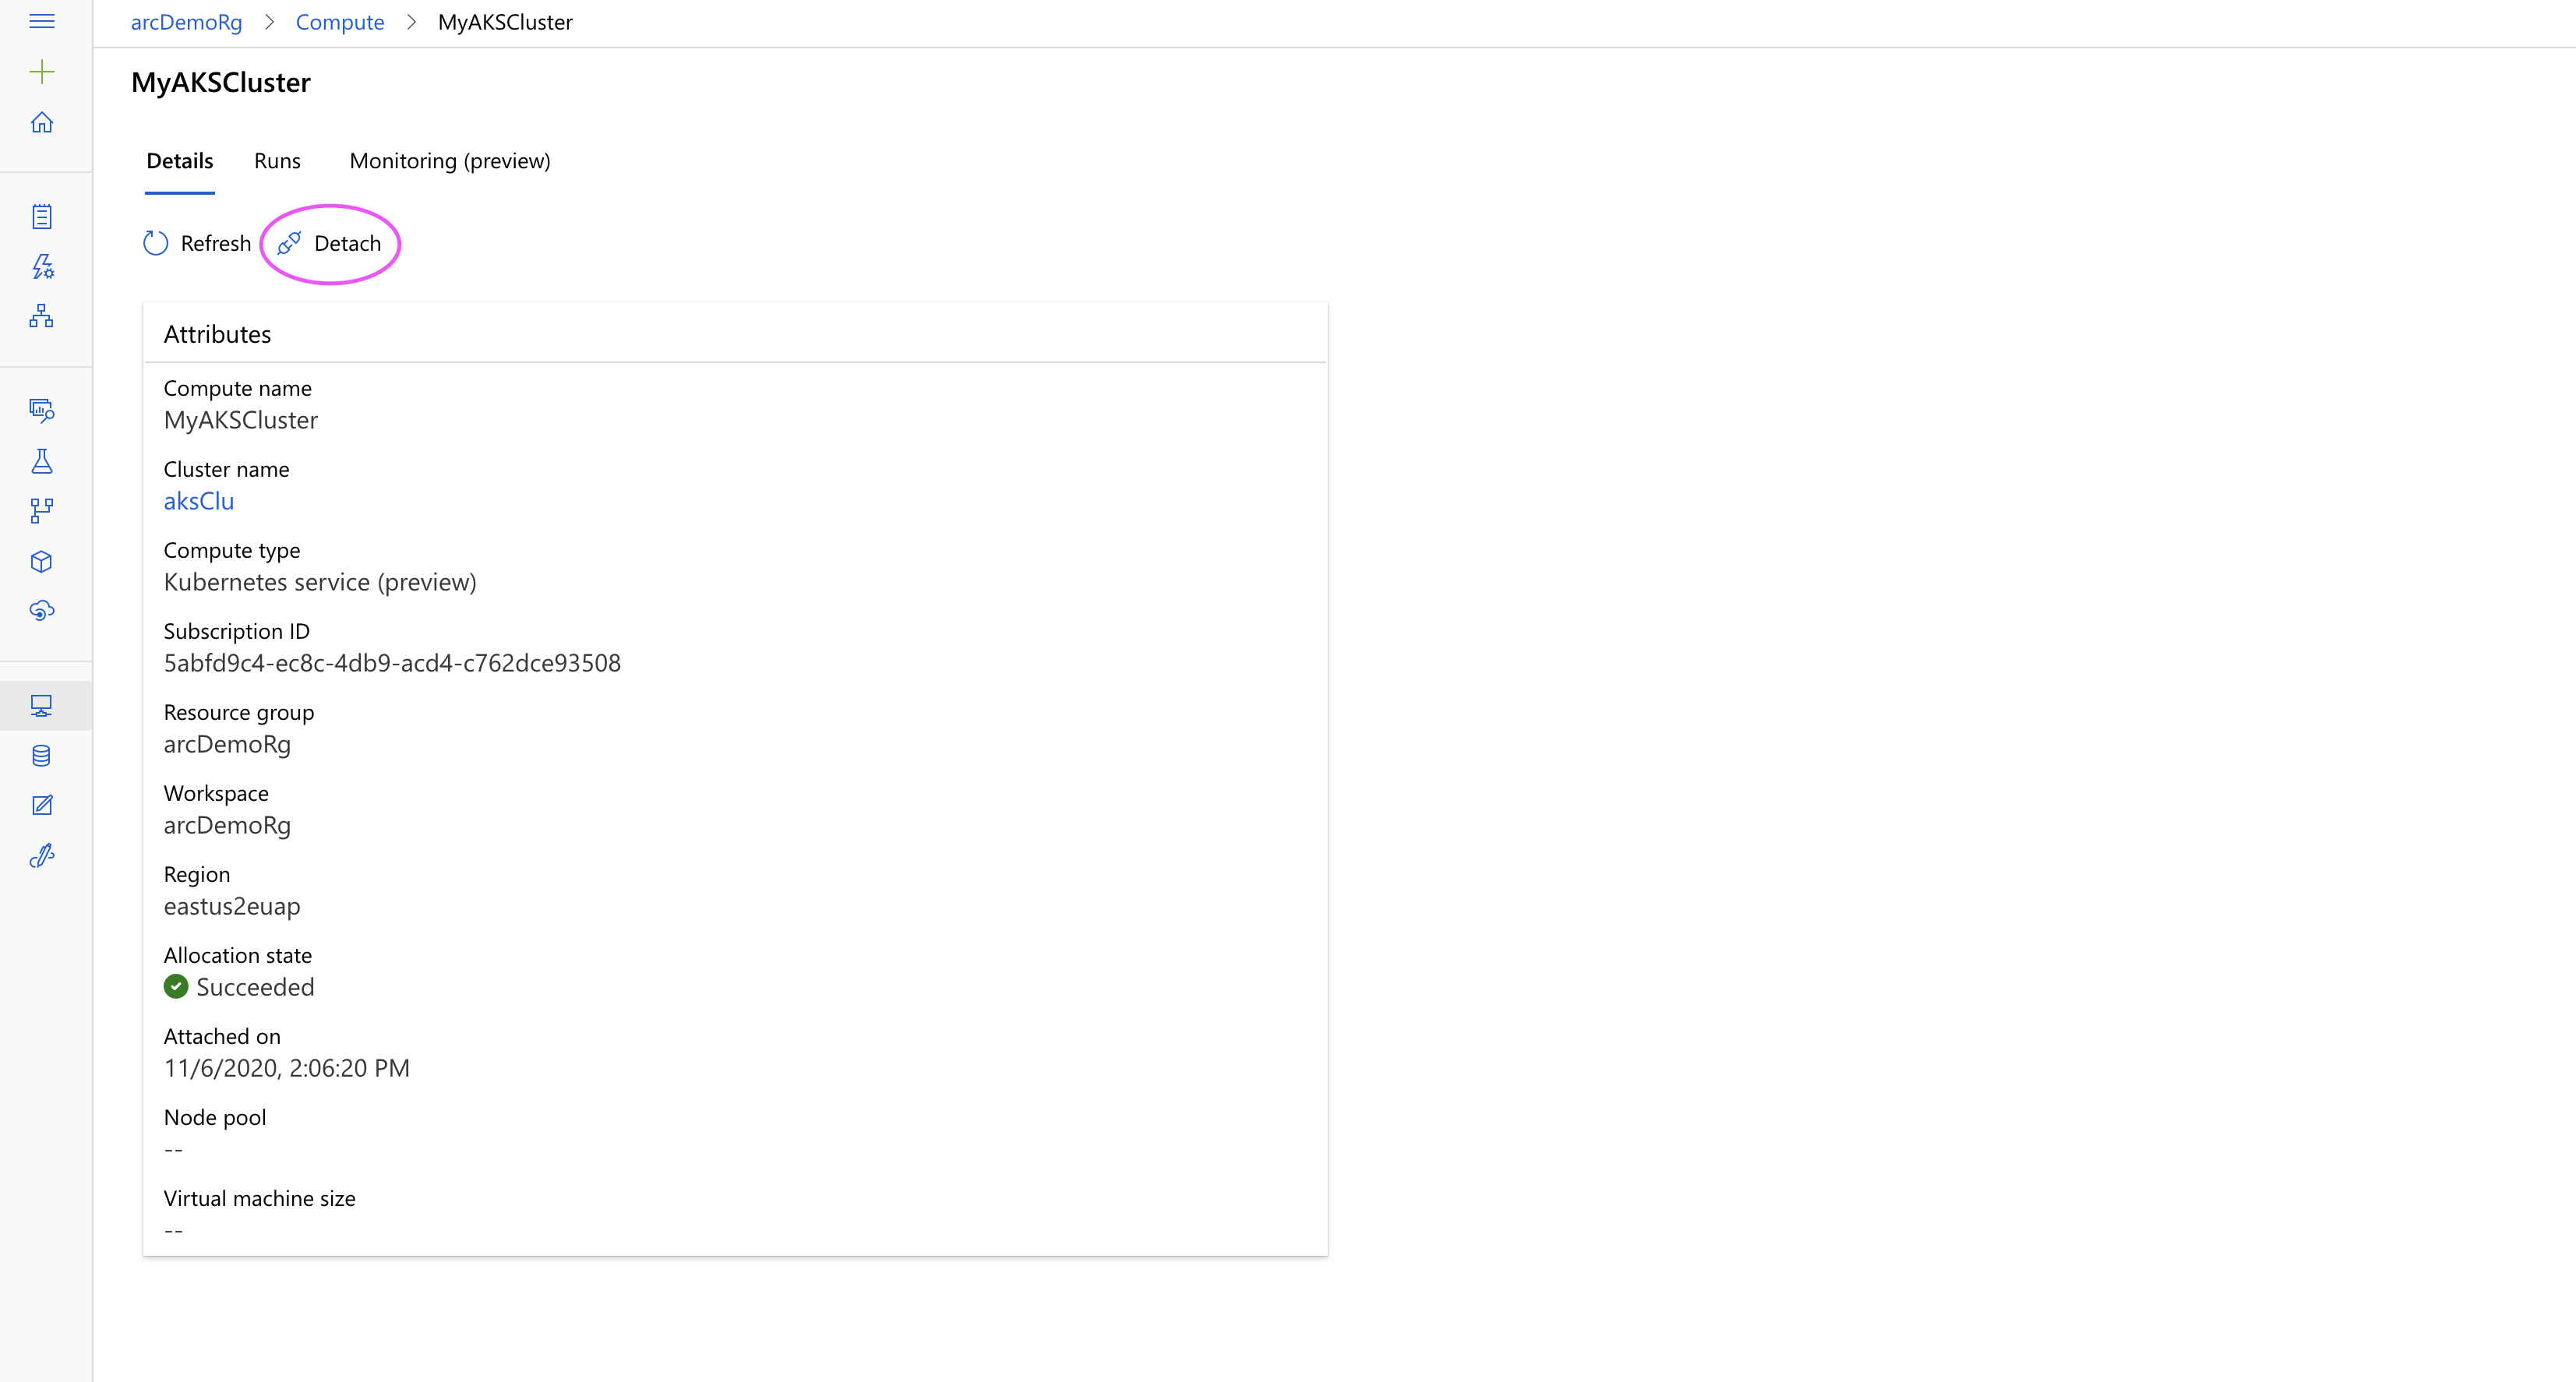 arcDemoRg > Compute > MyAKSCluster
MyAKSCluster
Details Runs Monitoring (preview)
Refresh Detach
Attributes
Compute name
MyAKSCluster
Cluster name
aksClu
Compute type
Kubernetes service (preview)
Subscription ID
5abfd9c4-ec8c-4db9-acd4-c762dce93508
Resource group
arcDemoRg
Workspace
arcDemoRg
Region
eastus2euap
Allocation state
Succeeded
Attached on
11/6/2020, 2:06:20 PM
Node pool
--
Virtual machine size
--